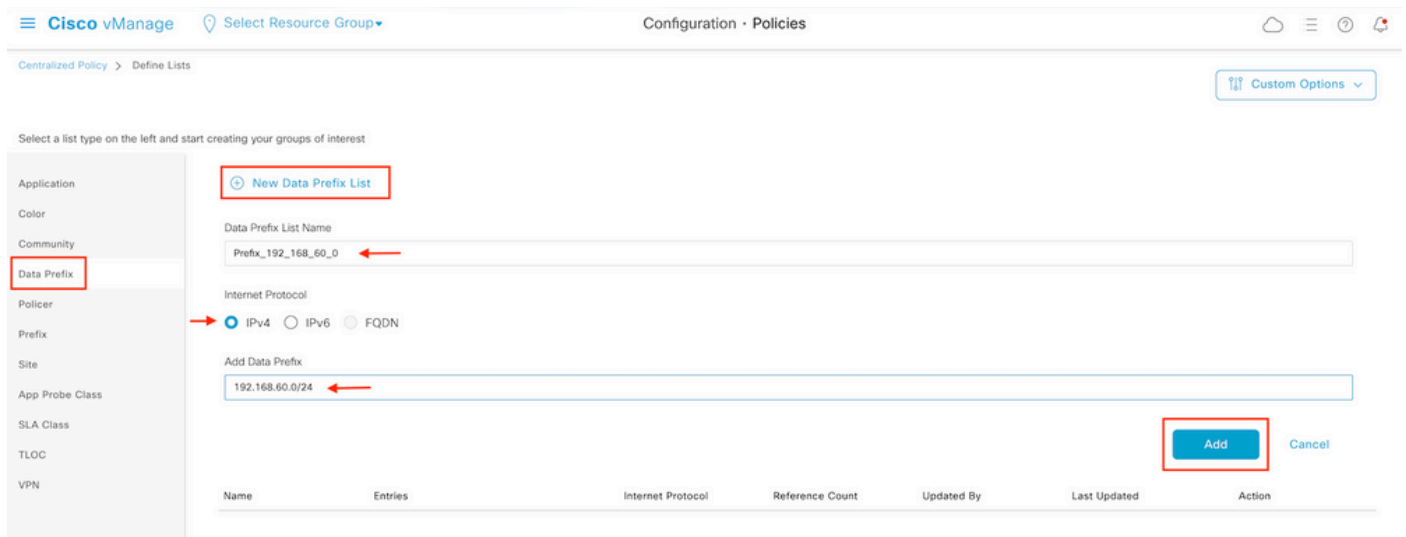 Cisco vManage Select Resource Group Configuration · Policies
Centralized Policy > Define Lists
Custom Options
Select a list type on the left and start creating your groups of interest
Application
Color
Community
Data Prefix
Policer
Prefix
Site
App Probe Class
SLA Class
TLOC
VPN
New Data Prefix List
Data Prefix List Name
Prefix_192_168_60_0
Internet Protocol
IPv4 IPv6 FQDN
Add Data Prefix
192.168.60.0/24
Add Cancel
Name Entries Internet Protocol Reference Count Updated By Last Updated Action